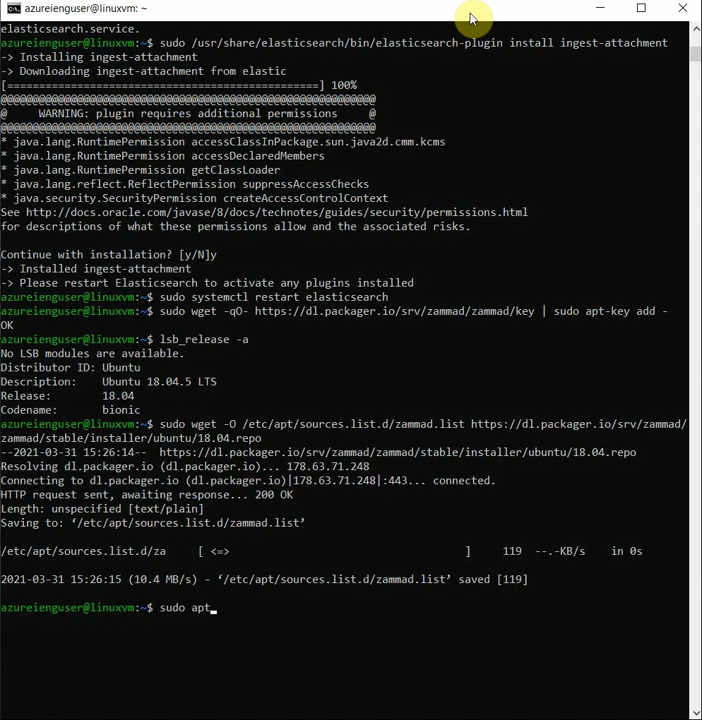 azureienguser@linuxvm: ~
elasticsearch.service.
azureienguser@linuxvm:~$ sudo /usr/share/elasticsearch/bin/elasticsearch-plugin install ingest-attachment
-> Installing ingest-attachment
-> Downloading ingest-attachment from elastic
[=================================================] 100%
@@@@@@@@@@@@@@@@@@@@@@@@@@@@@@@@@@@@@@@@@@@@@@@@@@@@@@@@@@@
@     WARNING: plugin requires additional permissions     @
@@@@@@@@@@@@@@@@@@@@@@@@@@@@@@@@@@@@@@@@@@@@@@@@@@@@@@@@@@@
* java.lang.RuntimePermission accessClassInPackage.sun.java2d.cmm.kcms
* java.lang.RuntimePermission accessDeclaredMembers
* java.lang.RuntimePermission getClassLoader
* java.lang.reflect.ReflectPermission suppressAccessChecks
* java.security.SecurityPermission createAccessControlContext
See http://docs.oracle.com/javase/8/docs/technotes/guides/security/permissions.html
for descriptions of what these permissions allow and the associated risks.
Continue with installation? [y/N]y
-> Installed ingest-attachment
-> Please restart Elasticsearch to activate any plugins installed
azureienguser@linuxvm:~$ sudo systemctl restart elasticsearch
azureienguser@linuxvm:~$ sudo wget -qO- https://dl.packager.io/srv/zammad/zammad/key | sudo apt-key add -
OK
azureienguser@linuxvm:~$ lsb_release -a
No LSB modules are available.
Distributor ID: Ubuntu
Description:    Ubuntu 18.04.5 LTS
Release:        18.04
Codename:       bionic
azureienguser@linuxvm:~$ sudo wget -O /etc/apt/sources.list.d/zammad.list https://dl.packager.io/srv/zammad/
zammad/stable/installer/ubuntu/18.04.repo
--2021-03-31 15:26:14--  https://dl.packager.io/srv/zammad/zammad/stable/installer/ubuntu/18.04.repo
Resolving dl.packager.io (dl.packager.io)... 178.63.71.248
Connecting to dl.packager.io (dl.packager.io)|178.63.71.248|:443... connected.
HTTP request sent, awaiting response... 200 OK
Length: unspecified [text/plain]
Saving to: ‘/etc/apt/sources.list.d/zammad.list’
/etc/apt/sources.list.d/za     [ <=>                                     ]     119  --.-KB/s    in 0s
2021-03-31 15:26:15 (10.4 MB/s) - ‘/etc/apt/sources.list.d/zammad.list’ saved [119]
azureienguser@linuxvm:~$ sudo apt